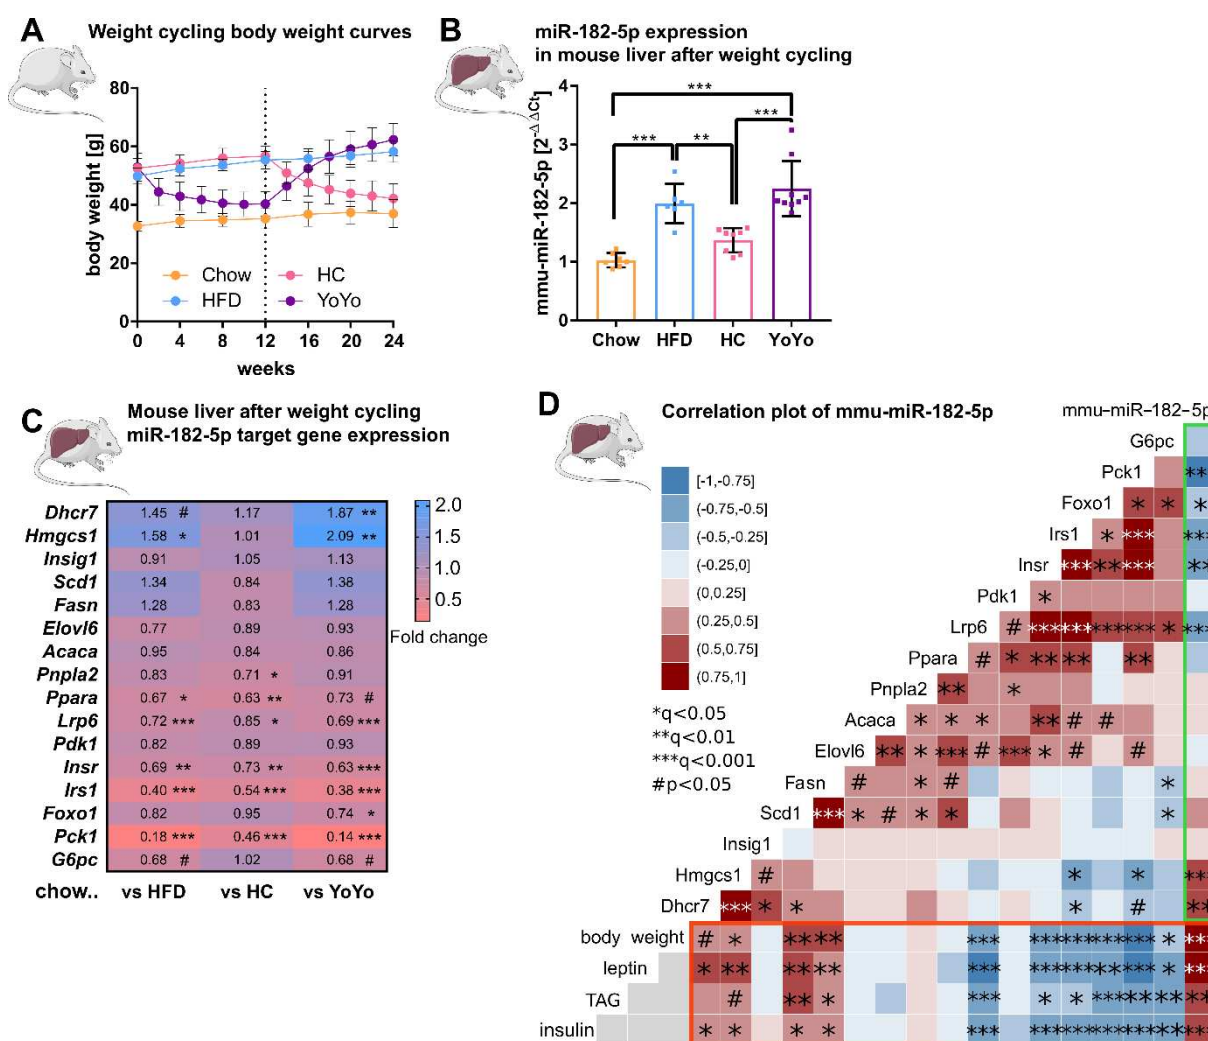 A Weight cycling body weight curves
body weight [g]
80
60
40
20
0
Chow HC
HFD YoYo
0 4 8 12 16 20 24
weeks
B miR-182-5p expression
in mouse liver after weight cycling
mmu-miR-182-5p [2^-Δ ΔCt]
4
3
2
1
0
***
*** ** ***
Chow HFD HC YoYo
C Mouse liver after weight cycling
miR-182-5p target gene expression
Dhcr7 1.45 # 1.17 1.87 **
Hmgcs1 1.58 * 1.01 2.09 **
Insig1 0.91 1.05 1.13
Scd1 1.34 0.84 1.38
Fasn 1.28 0.83 1.28
Elovl6 0.77 0.89 0.93
Acaca 0.95 0.84 0.86
Pnpla2 0.83 0.71 * 0.91
Ppara 0.67 * 0.63 ** 0.73 #
Lrp6 0.72 *** 0.85 * 0.69 ***
Pdk1 0.82 0.89 0.93
Insr 0.69 ** 0.73 ** 0.63 ***
Irs1 0.40 *** 0.54 *** 0.38 ***
Foxo1 0.82 0.95 0.74 *
Pck1 0.18 *** 0.46 *** 0.14 ***
G6pc 0.68 # 1.02 0.68 #
chow.. vs HFD vs HC vs YoYo
2.0
1.5
1.0
0.5
Fold change
D Correlation plot of mmu-miR-182-5p
[-1,-0.75]
(-0.75,-0.5]
(-0.5,-0.25]
(-0.25,0]
(0,0.25]
(0.25,0.5]
(0.5,0.75]
(0.75,1]
*q<0.05
**q<0.01
***q<0.001
#p<0.05
mmu-miR-182-5p
G6pc
Pck1 **
Foxo1 * * *
Irs1 * *** ***
Insr *** ** *** **
Pdk1 *
Lrp6 # *** *** *** *** * ***
Ppara # * ** ** **
Pnpla2 ** *
Acaca * * * ** # #
Elovl6 ** * *** # *** * # #
Fasn # * # *
Scd1 *** * # * * *
Insig1
Hmgcs1 # * * ***
Dhcr7 *** * * * # **
body weight # * ** ** *** *** *** *** *** * ***
leptin * ** ** ** *** *** *** ** *** * ***
TAG # ** * *** * * *** ** ** **
insulin * * * * *** *** *** *** *** ** ***